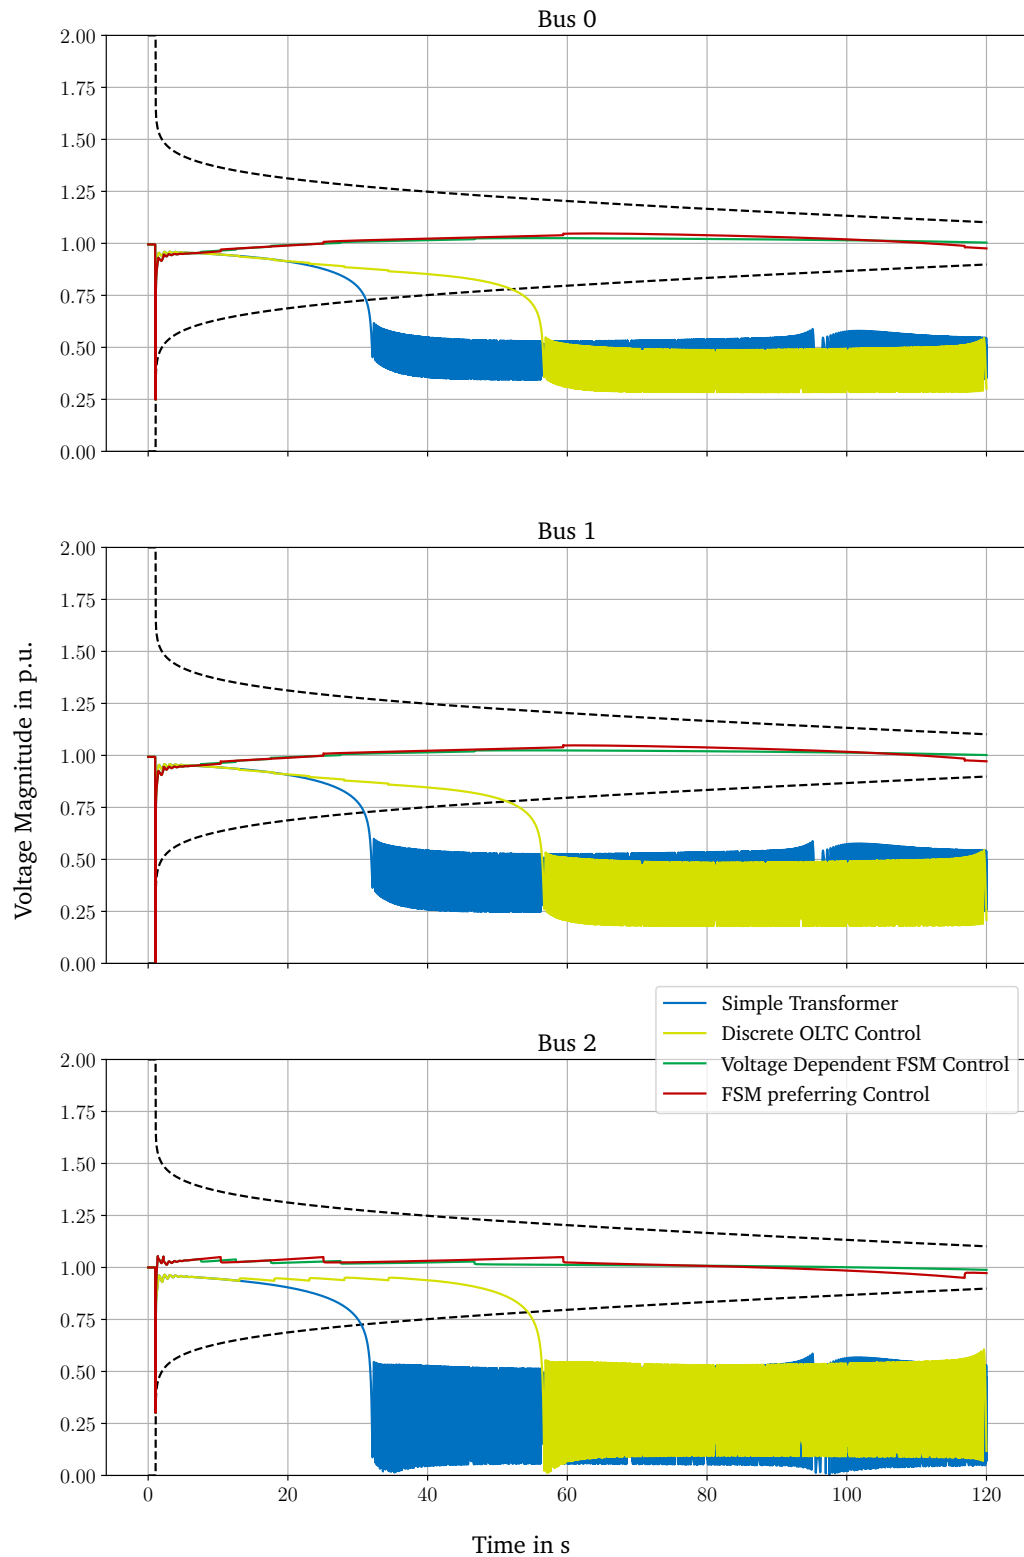 Bus 0
2.00
1.75
1.50
1.25
1.00
0.75
0.50
0.25
0.00
Bus 1
2.00
1.75
1.50
1.25
1.00
0.75
0.50
0.25
0.00
Voltage Magnitude in p.u.
Simple Transformer
Discrete OLTC Control
Voltage Dependent FSM Control
FSM preferring Control
Bus 2
2.00
1.75
1.50
1.25
1.00
0.75
0.50
0.25
0.00
0 20 40 60 80 100 120
Time in s